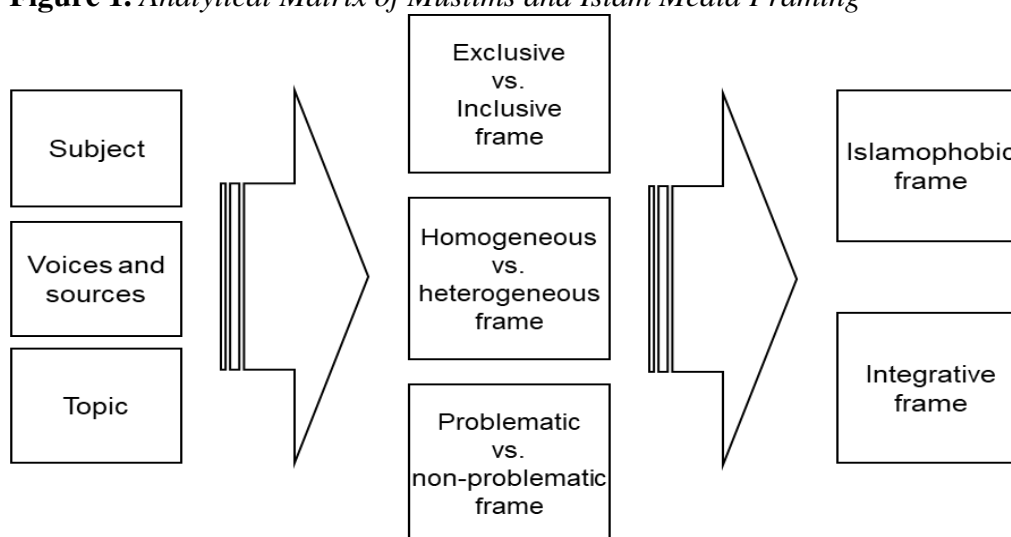 Figure 1. Analytical Matrix of Muslims and Islam Media Framing
Subject
Voices and
sources
Topic
Exclusive
vs.
Inclusive
frame
Homogeneous
vs.
heterogeneous
frame
Problematic
vs.
non-problematic
frame
Islamophobic
frame
Integrative
frame